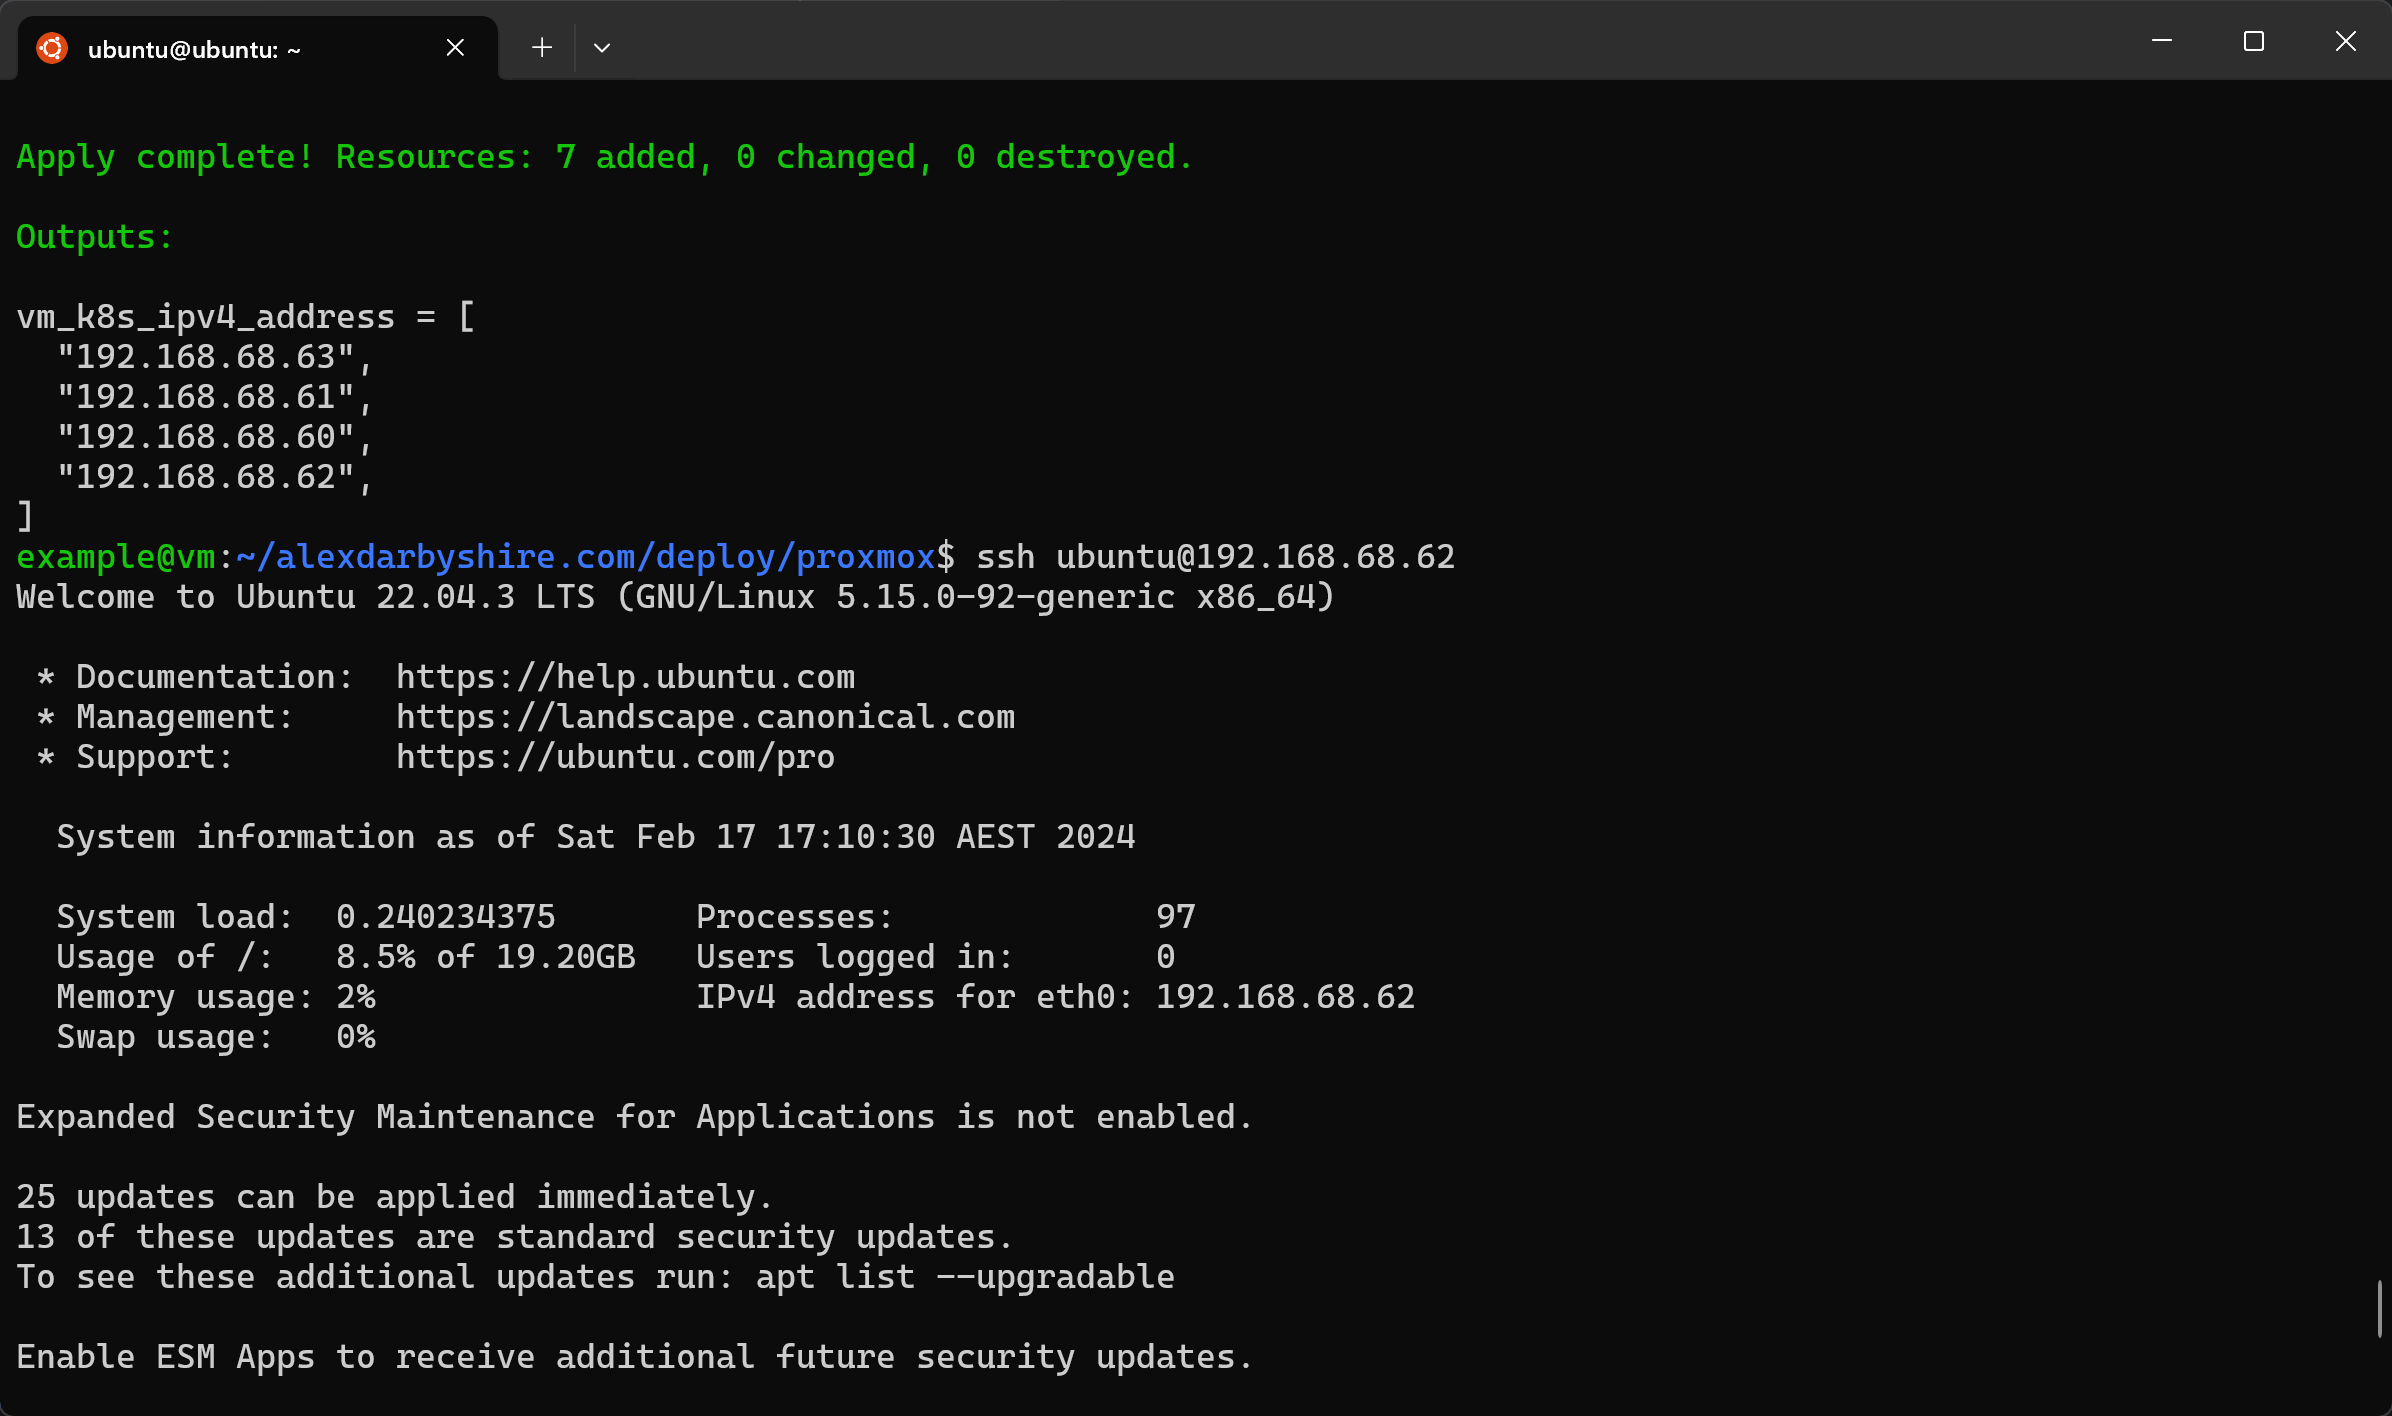 ubuntu@ubuntu: ~
Apply complete! Resources: 7 added, 0 changed, 0 destroyed.
Outputs:
vm_k8s_ipv4_address = [
  "192.168.68.63",
  "192.168.68.61",
  "192.168.68.60",
  "192.168.68.62",
]
example@vm:~/alexdarbyshire.com/deploy/proxmox$ ssh ubuntu@192.168.68.62
Welcome to Ubuntu 22.04.3 LTS (GNU/Linux 5.15.0-92-generic x86_64)
 * Documentation:  https://help.ubuntu.com
 * Management:     https://landscape.canonical.com
 * Support:        https://ubuntu.com/pro
  System information as of Sat Feb 17 17:10:30 AEST 2024
  System load:  0.240234375       Processes:             97
  Usage of /:   8.5% of 19.20GB   Users logged in:       0
  Memory usage: 2%                IPv4 address for eth0: 192.168.68.62
  Swap usage:   0%
Expanded Security Maintenance for Applications is not enabled.
25 updates can be applied immediately.
13 of these updates are standard security updates.
To see these additional updates run: apt list --upgradable
Enable ESM Apps to receive additional future security updates.